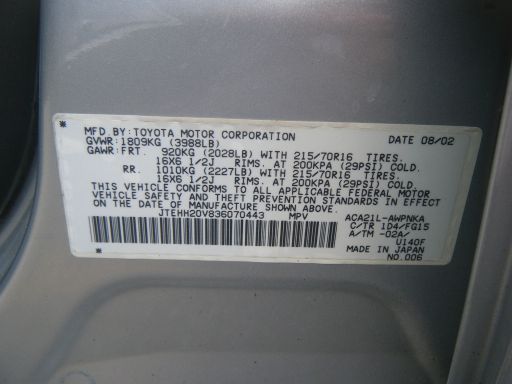 MFD.BY:TOYOTA MOTOR CORPORATION DATE 08/02
GVWR:1809KG (3988LB)
GAWR:FRT. 920KG (2028LB) WITH 215/70R16 TIRES.
16X6 1/2J RIMS. AT 200KPA (29PSI) COLD.
RR. 1010KG (2227LB) WITH 215/70R16 TIRES.
16X6 1/2J RIMS. AT 200KPA (29PSI) COLD.
THIS VEHICLE CONFORMS TO ALL APPLICABLE FEDERAL MOTOR
VEHICLE SAFETY AND THEFT PREVENTION STANDARDS IN EFFECT
ON THE DATE OF MANUFACTURE SHOWN ABOVE.
JTEHH20V836070443 MPV ACA21L-AWPNKA
C/TR 1D4/FG15
A/TM -02A/
U140F
MADE IN JAPAN
NO.006